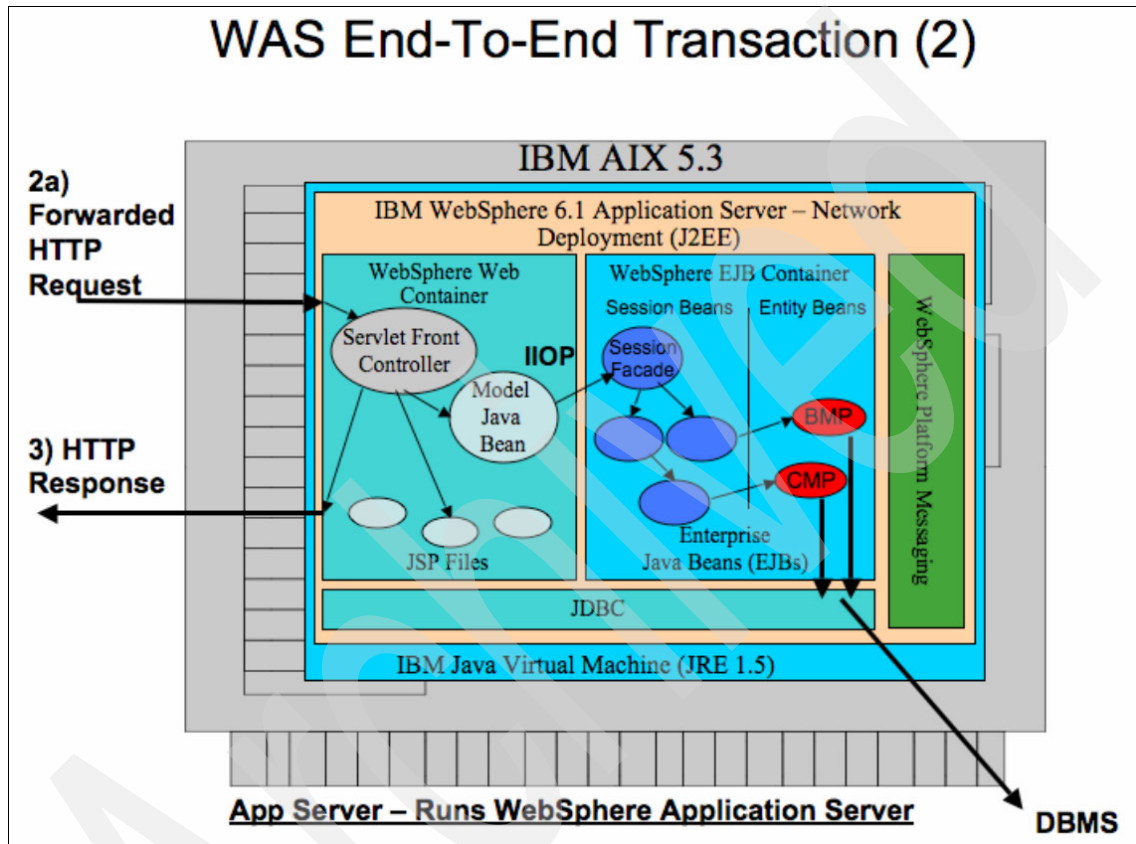 WAS End-To-End Transaction (2)
IBM AIX 5.3
2a)
Forwarded
HTTP
Request
IBM WebSphere 6.1 Application Server – Network
Deployment (J2EE)
WebSphere Web
Container
WebSphere EJB Container
Session Beans
Entity Beans
Servlet Front
Controller
IIOP
Session
Facade
Model
Java
Bean
BMP
CMP
3) HTTP
Response
JSP Files
Enterprise
Java Beans (EJBs)
WebSphere Platform Messaging
JDBC
IBM Java Virtual Machine (JRE 1.5)
App Server – Runs WebSphere Application Server
DBMS
Archived